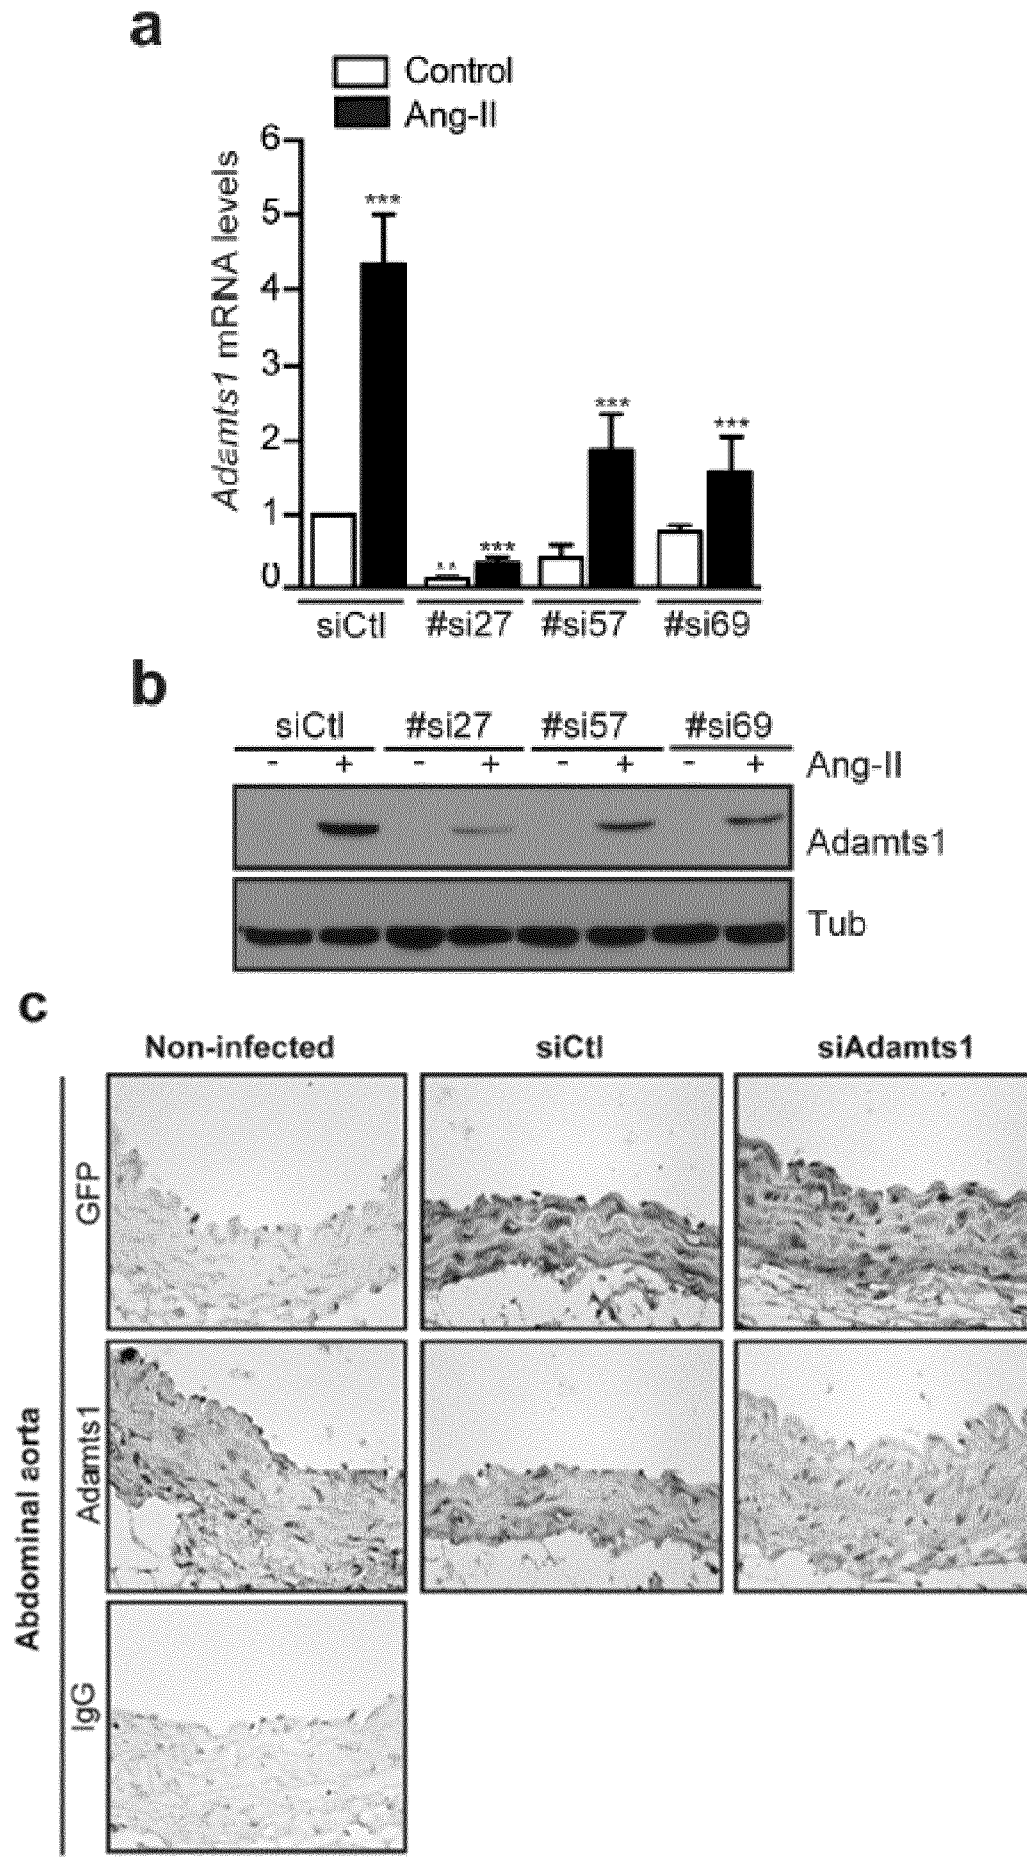 a
Control
Ang-II
Adamts1 mRNA levels
6
5
4
3
2
1
0
***
**
***
***
***
siCtl #si27 #si57 #si69
b
siCtl #si27 #si57 #si69
- + - + - + - + Ang-II
Adamts1
Tub
c
Non-infected siCtl siAdamts1
Abdominal aorta
GFP
Adamts1
IgG